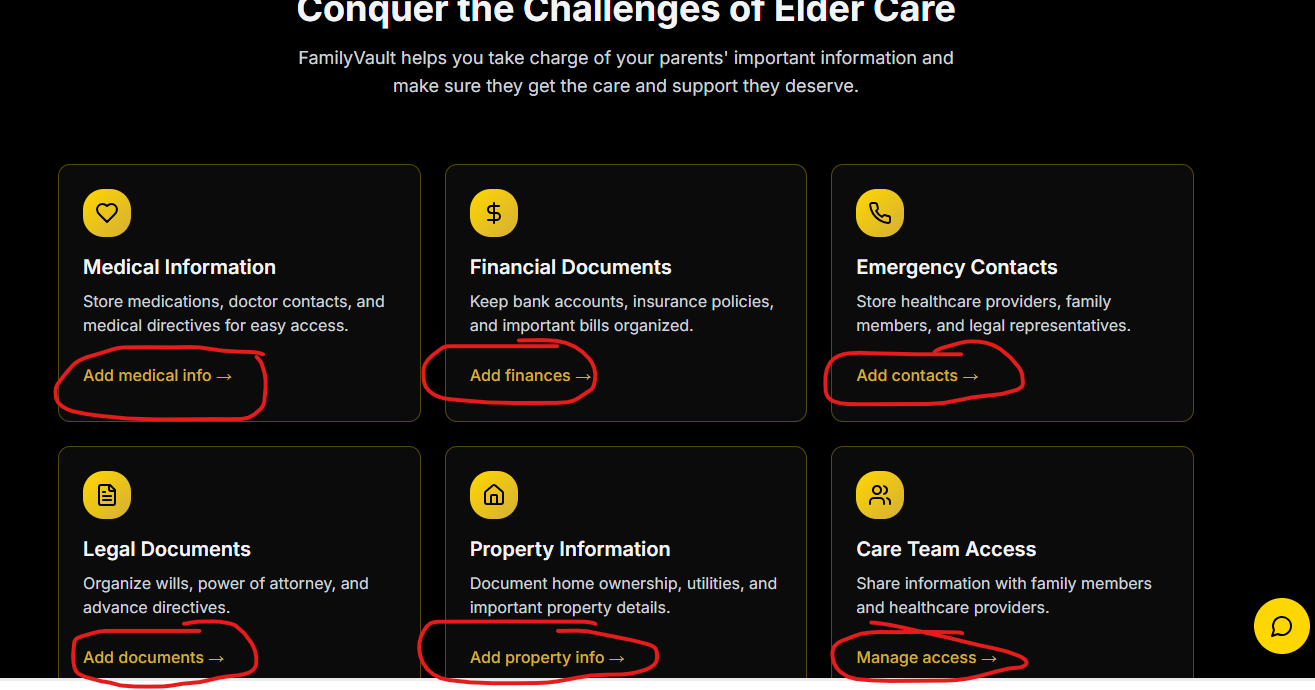 Conquer the Challenges of Elder Care
FamilyVault helps you take charge of your parents' important information and
make sure they get the care and support they deserve.
Medical Information
Store medications, doctor contacts, and
medical directives for easy access.
Add medical info →
Financial Documents
Keep bank accounts, insurance policies,
and important bills organized.
Add finances →
Emergency Contacts
Store healthcare providers, family
members, and legal representatives.
Add contacts →
Legal Documents
Organize wills, power of attorney, and
advance directives.
Add documents →
Property Information
Document home ownership, utilities, and
important property details.
Add property info →
Care Team Access
Share information with family members
and healthcare providers.
Manage access →